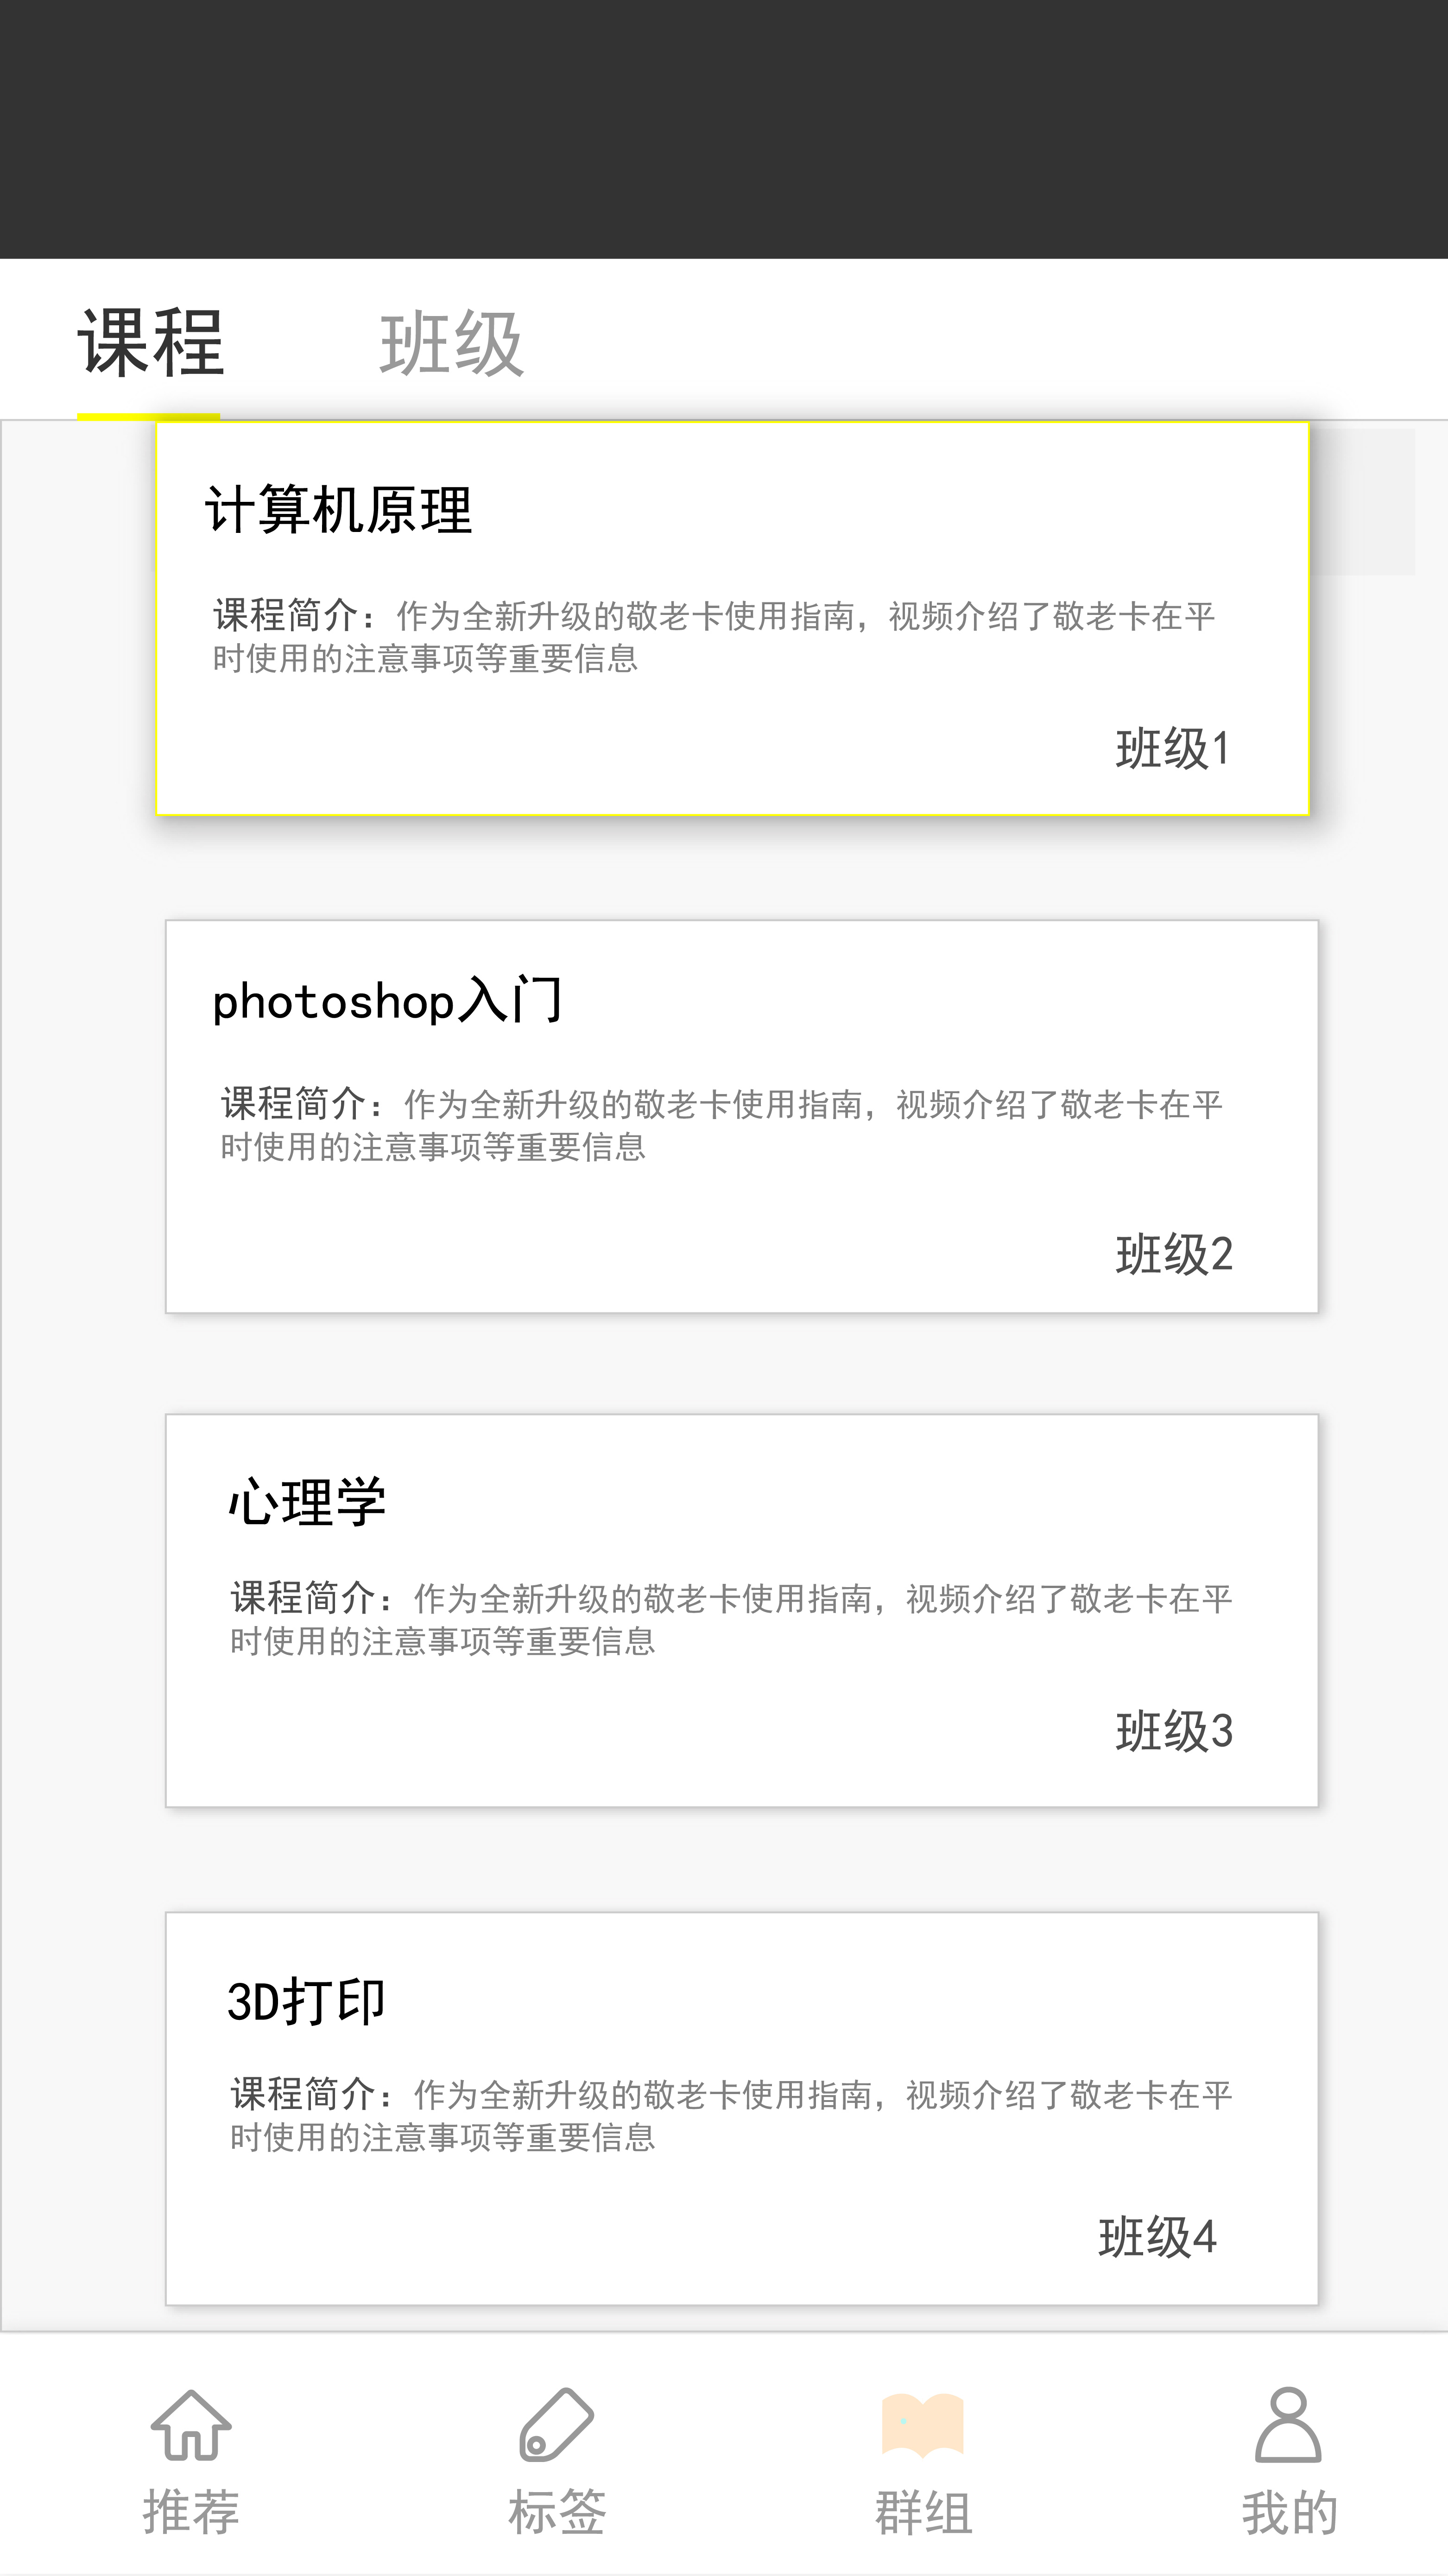 课程 班级
计算机原理
课程简介：作为全新升级的敬老卡使用指南，视频介绍了敬老卡在平
时使用的注意事项等重要信息
班级1
photoshop入门
课程简介：作为全新升级的敬老卡使用指南，视频介绍了敬老卡在平
时使用的注意事项等重要信息
班级2
心理学
课程简介：作为全新升级的敬老卡使用指南，视频介绍了敬老卡在平
时使用的注意事项等重要信息
班级3
3D打印
课程简介：作为全新升级的敬老卡使用指南，视频介绍了敬老卡在平
时使用的注意事项等重要信息
班级4
推荐 标签 群组 我的